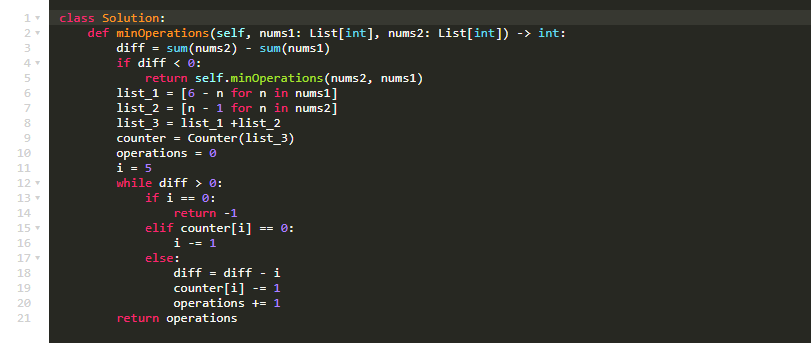 1 class Solution:
2     def minOperations(self, nums1: List[int], nums2: List[int]) -> int:
3         diff = sum(nums2) - sum(nums1)
4         if diff < 0:
5             return self.minOperations(nums2, nums1)
6         list_1 = [6 - n for n in nums1]
7         list_2 = [n - 1 for n in nums2]
8         list_3 = list_1 +list_2
9         counter = Counter(list_3)
10         operations = 0
11         i = 5
12         while diff > 0:
13             if i == 0:
14                 return -1
15             elif counter[i] == 0:
16                 i -= 1
17             else:
18                 diff = diff - i
19                 counter[i] -= 1
20                 operations += 1
21         return operations